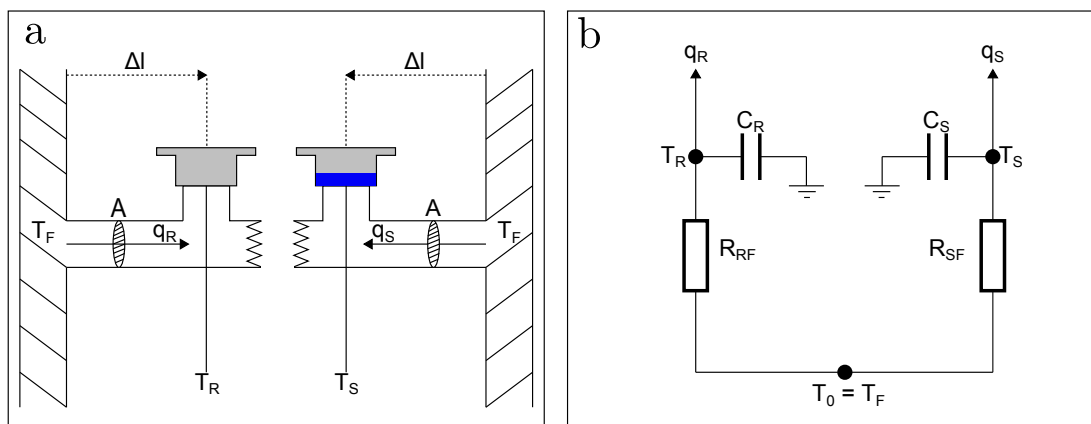 a
Δl
Δl
A
A
T_F
q_R
q_S
T_F
T_R
T_S
b
q_R
q_S
C_R
C_S
T_R
T_S
R_RF
R_SF
T_0 = T_F